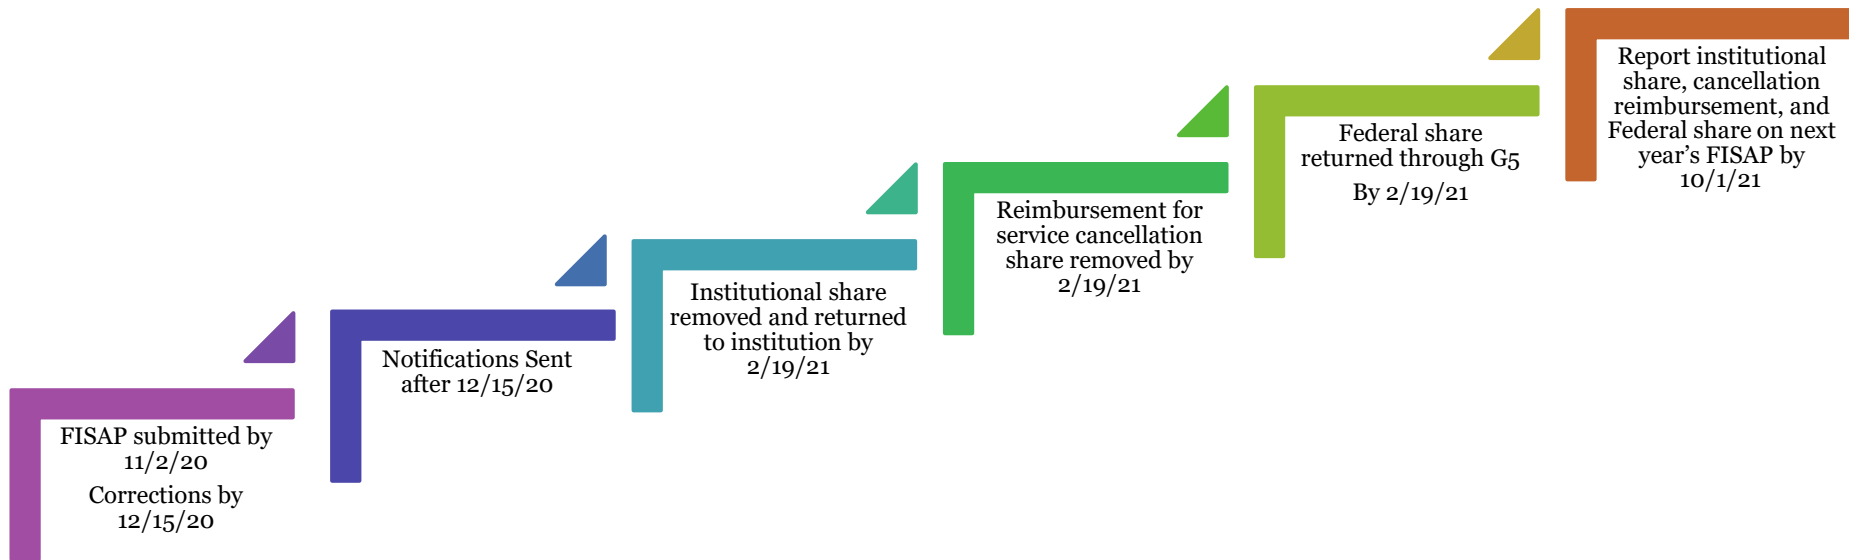 FISAP submitted by
11/2/20
Corrections by
12/15/20
Notifications Sent
after 12/15/20
Institutional share
removed and returned
to institution by
2/19/21
Reimbursement for
service cancellation
share removed by
2/19/21
Federal share
returned through G5
By 2/19/21
Report institutional
share, cancellation
reimbursement, and
Federal share on next
year's FISAP by
10/1/21